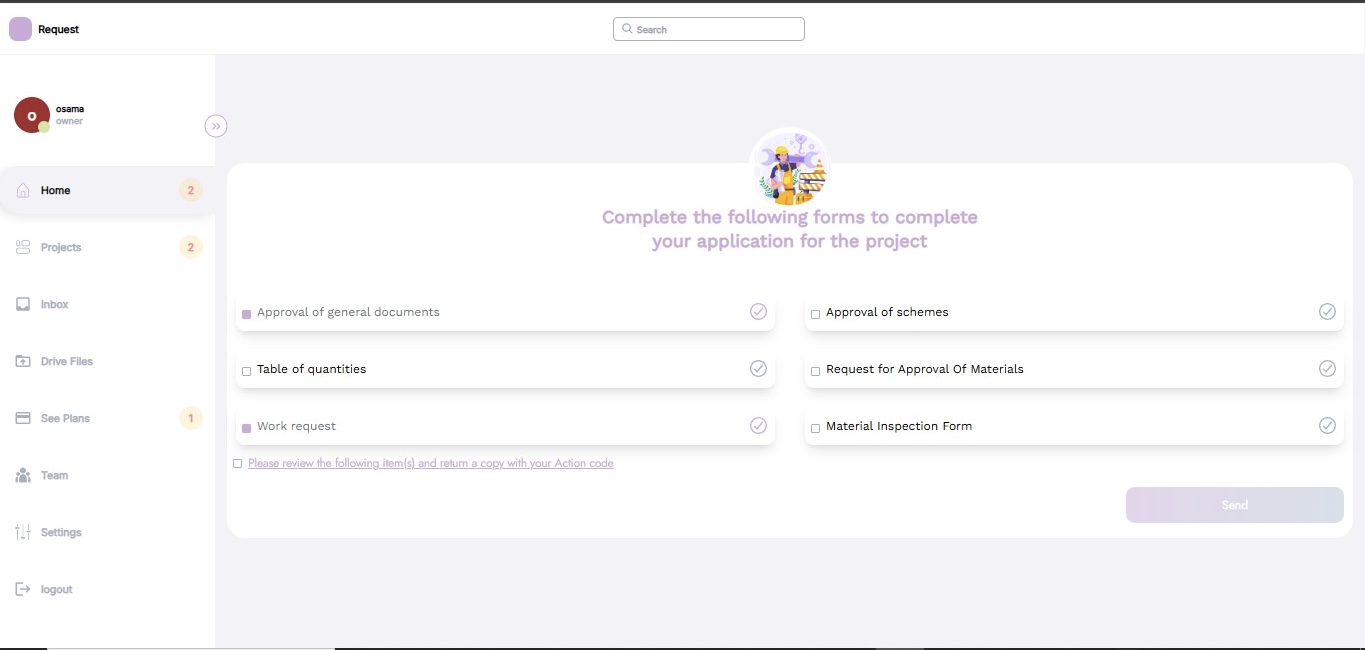 Request
Search
o
osama
owner
Home 2
Projects 2
Inbox
Drive Files
See Plans 1
Team
Settings
logout
Complete the following forms to complete
your application for the project
Approval of general documents
Approval of schemes
Table of quantities
Request for Approval Of Materials
Work request
Material Inspection Form
Please review the following item(s) and return a copy with your Action code
Send